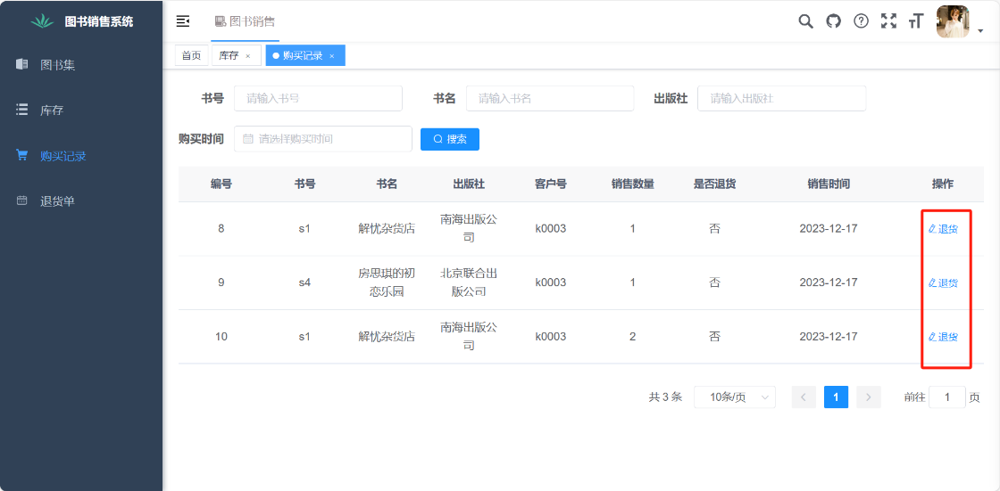 图书销售系统
图书销售
图书集
库存
购买记录
退货单
首页 库存 × 购买记录 ×
书号 请输入书号 书名 请输入书名 出版社 请输入出版社
购买时间 请选择购买时间 搜索
编号 书号 书名 出版社 客户号 销售数量 是否退货 销售时间 操作
8 s1 解忧杂货店 南海出版公
司 k0003 1 否 2023-12-17 退货
9 s4 房思琪的初
恋乐园 北京联合出
版公司 k0003 1 否 2023-12-17 退货
10 s1 解忧杂货店 南海出版公
司 k0003 2 否 2023-12-17 退货
共 3 条 10条/页 1 前往 1 页